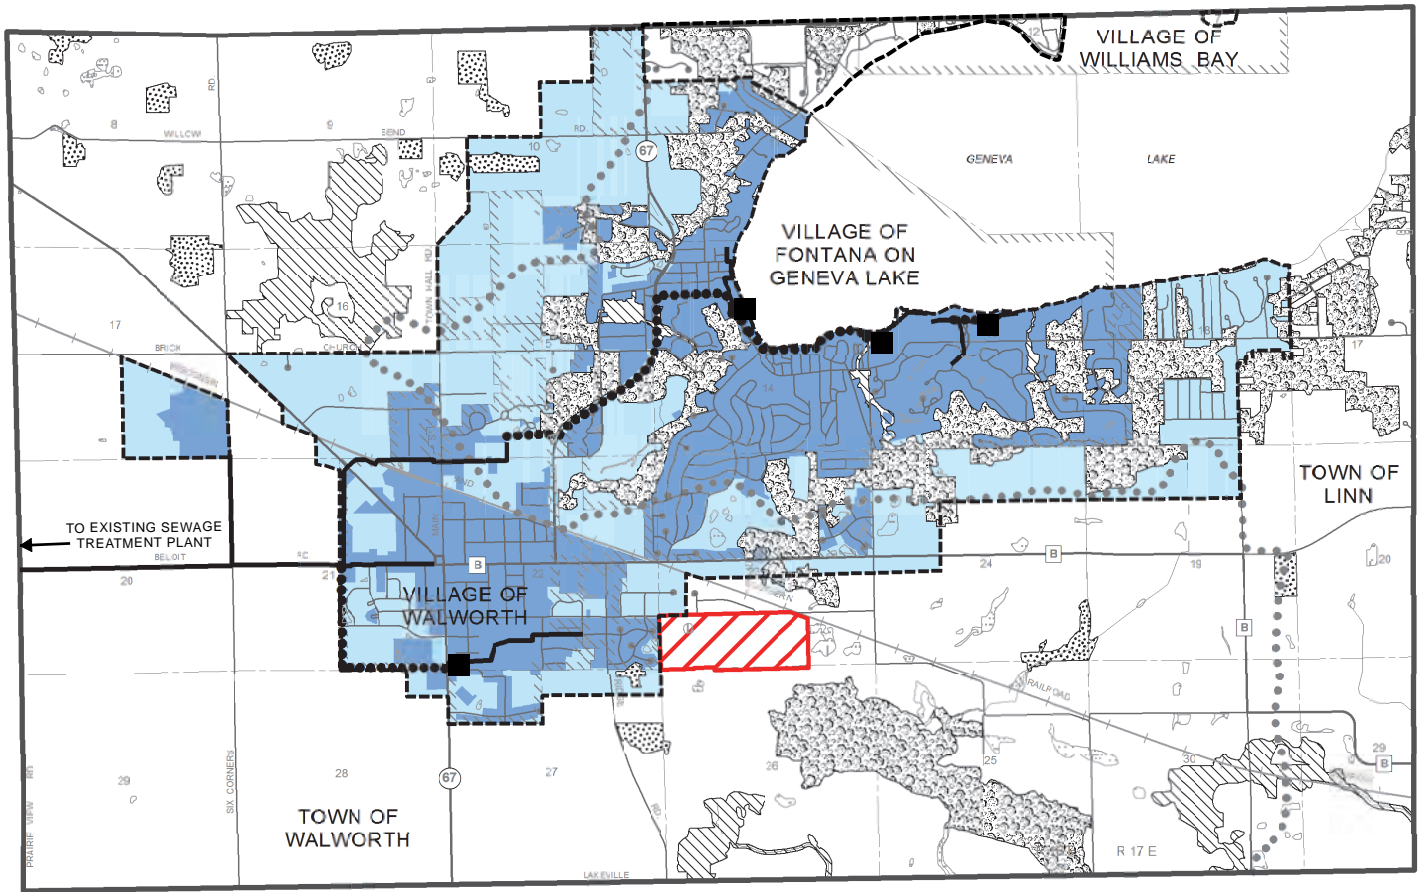 VILLAGE OF
WILLIAMS BAY
RD
8
9
WILLOW
BEND
10
RD.
67
GENEVA
LAKE
VILLAGE OF
FONTANA ON
GENEVA LAKE
TOWN HALL RD.
16
17
BRICK
CHURCH
18
17
14
TOWN OF
LINN
MAIN
TO EXISTING SEWAGE
TREATMENT PLANT
BELOIT
20
21
B
22
B
24
19
20
VILLAGE OF
WALWORTH
B
RAILROAD
SIX CORNERS
PRAIRIE VIEW RD
29
28
67
27
26
25
30
29
B
TOWN OF
WALWORTH
R 17 E
LAKEVILLE